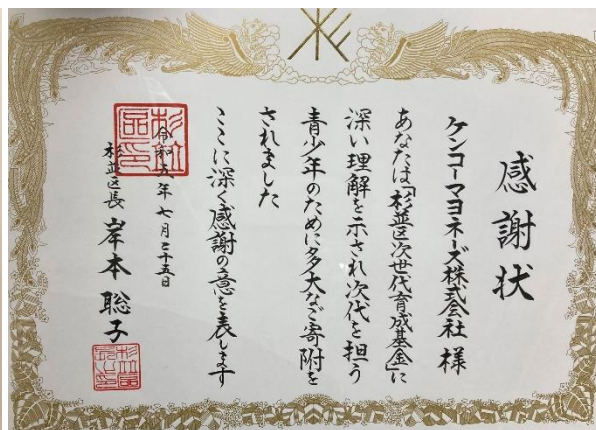 感謝状
ケンコーマヨネーズ株式会社 様
あなたは「杉並区次世代育成基金」に
深い理解を示され次代を担う
青少年のために多大なご寄附を
されました
ここに深く感謝の意を表します
令和五年七月二十五日
杉並区長 岸本聡子